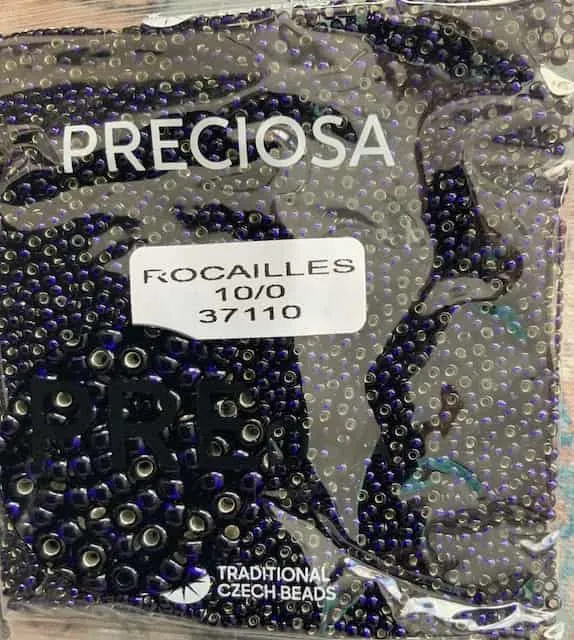 PRECIOSA
ROCAILLES
10/0
37110
PRE
TRADITIONAL
CZECH BEADS